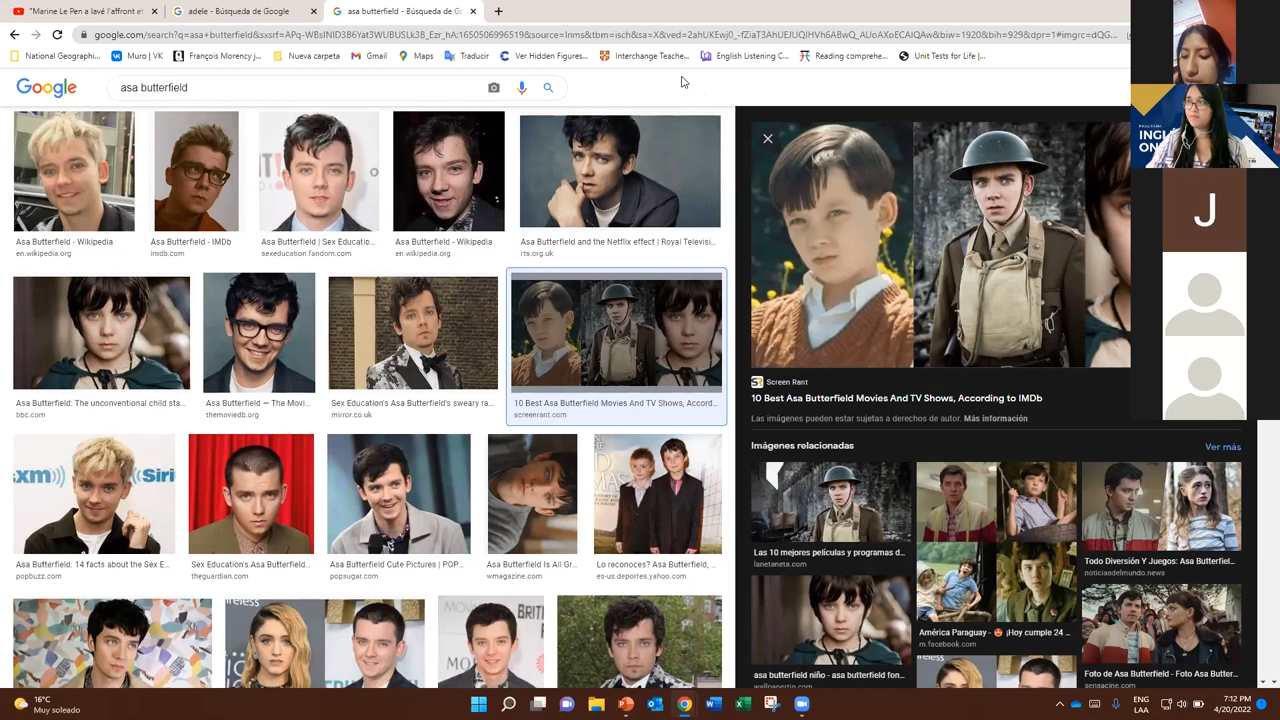 "Marine Le Pen a lavé l'affront et
adele - Búsqueda de Google
asa butterfield - Búsqueda de Goo
google.com/search?q=asa+butterfield&sxsrf=APq-WBsINID3B6Yat3WUBUSLk3B_Ezr_hA:1650506996519&source=lnms&tbm=isch&sa=X&ved=2ahUKEwj0_-fZiaT3AhUEJUQIHVh6ABwQ_AUoAXoECAIQAw&biw=1920&bih=929&dpr=1#imgrc=dQG...
National Geographi...
Muro | VK
François Morency j...
Nueva carpeta
Gmail
Maps
Traducir
Ver Hidden Figures...
Interchange Teache...
English Listening C...
Reading comprehe...
Unit Tests for Life |...
Google
asa butterfield
Asa Butterfield - Wikipedia
en.wikipedia.org
Asa Butterfield - IMDb
imdb.com
Asa Butterfield | Sex Educatio...
sexeducation.fandom.com
Asa Butterfield - Wikipedia
en.wikipedia.org
Asa Butterfield and the Netflix effect | Royal Televisi...
rts.org.uk
Asa Butterfield: The unconventional child sta...
bbc.com
Asa Butterfield — The Movi...
themoviedb.org
Sex Education's Asa Butterfield's sweary ra...
mirror.co.uk
10 Best Asa Butterfield Movies And TV Shows, Accord...
screenrant.com
Asa Butterfield: 14 facts about the Sex E...
popbuzz.com
Sex Education's Asa Butterfield...
theguardian.com
Asa Butterfield Cute Pictures | POP...
popsugar.com
Asa Butterfield Is All Gr...
wmagazine.com
Lo reconoces? Asa Butterfield, ...
es-us.deportes.yahoo.com
Screen Rant
10 Best Asa Butterfield Movies And TV Shows, According to IMDb
Las imágenes pueden estar sujetas a derechos de autor. Más información
Imágenes relacionadas
Ver más
Las 10 mejores películas y programas d...
lanetaneta.com
América Paraguay - 😍 ¡Hoy cumple 24 ...
m.facebook.com
Todo Diversión Y Juegos: Asa Butterfiel...
noticiasdelmundo.news
asa butterfield niño - asa butterfield fon...
wallpapertip.com
Foto de Asa Butterfield - Foto Asa Butter...
sensacine.com
J
16°C
Muy soleado
ENG
LAA
7:12 PM
4/20/2022